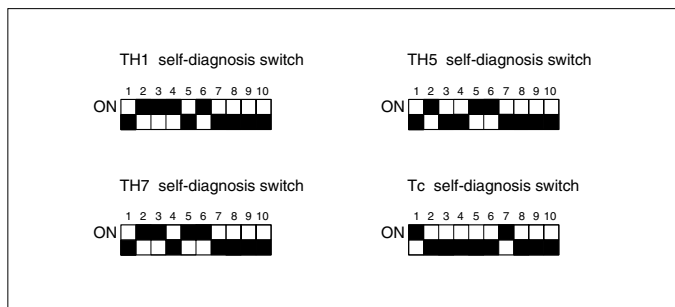 TH1 self-diagnosis switch
1 2 3 4 5 6 7 8 9 10
ON
TH5 self-diagnosis switch
1 2 3 4 5 6 7 8 9 10
ON
TH7 self-diagnosis switch
1 2 3 4 5 6 7 8 9 10
ON
Tc self-diagnosis switch
1 2 3 4 5 6 7 8 9 10
ON